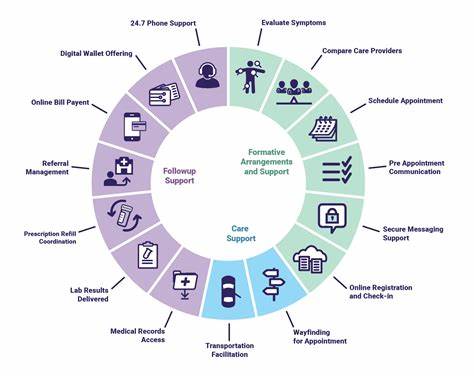 24.7 Phone Support
Evaluate Symptoms
Digital Wallet Offering
Compare Care Providers
Online Bill Payent
Schedule Appointment
Referral
Management
Pre Appointment
Communication
Followup
Support
Formative
Arrangements
and Support
Care
Support
Prescription Refill
Coordination
Secure Messaging
Support
Lab Results
Delivered
Online Registration
and Check-in
Medical Records
Access
Transportation
Facilitation
Wayfinding
for Appointment